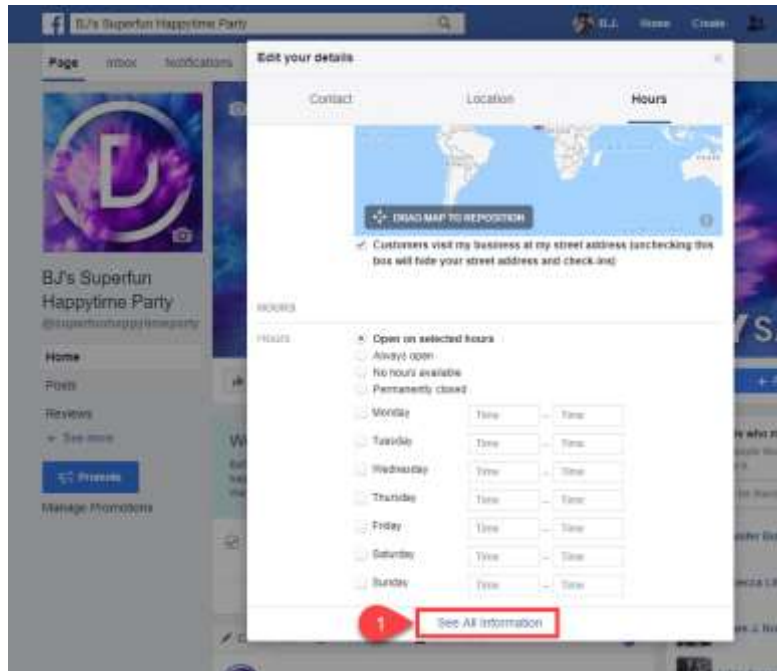 BJ's Superfun Happytime Party
B.J. Home Create
Page Inbox Notifications
Edit your details
Contact Location Hours
DRAG MAP TO REPOSITION
Customers visit my business at my street address (unchecking this
box will hide your street address and check-ins)
BJ's Superfun
Happytime Party
@superfunhappytimeparty
HOURS
HOURS
Open on selected hours
Always open
No hours available
Permanently closed
Monday Time - Time
Tuesday Time - Time
Wednesday Time - Time
Thursday Time - Time
Friday Time - Time
Saturday Time - Time
Sunday Time - Time
Home
Posts
Reviews
See more
Promote
Manage Promotions
1 See All Information